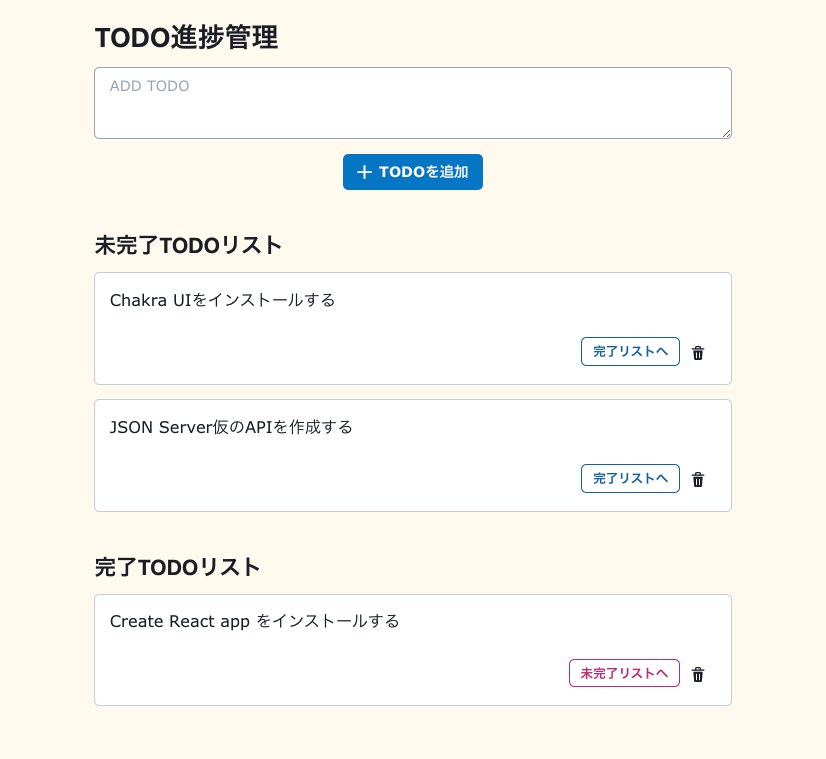 TODO進捗管理
ADD TODO
TODOを追加
未完了TODOリスト
Chakra UIをインストールする
完了リストへ
JSON Server仮のAPIを作成する
完了リストへ
完了TODOリスト
Create React app をインストールする
未完了リストへ